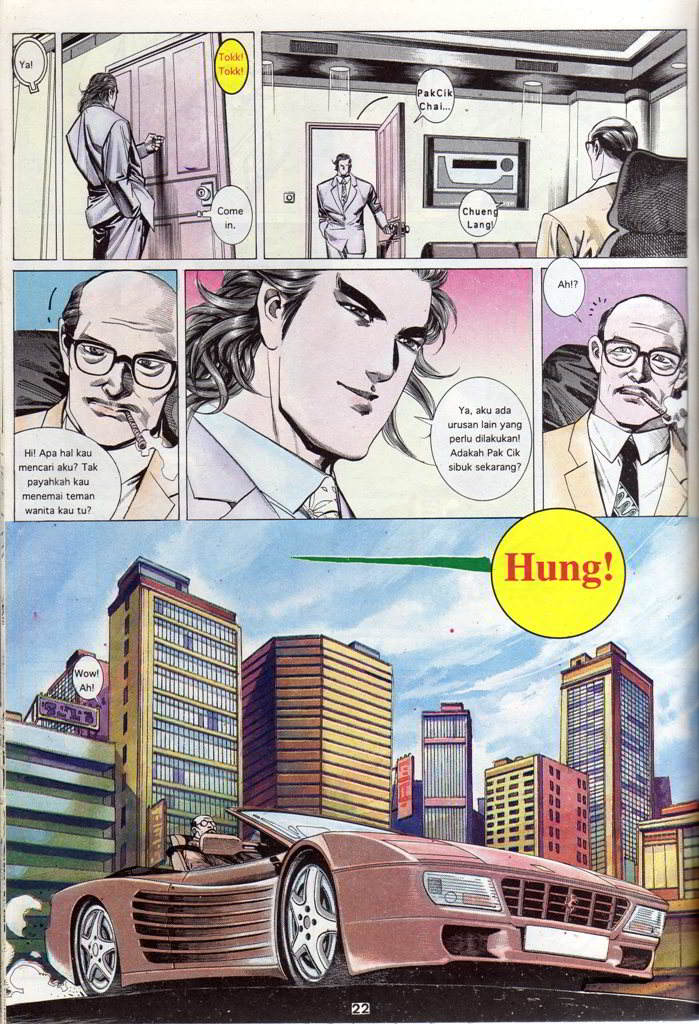 Ya!
Tokk!
Tokk!
Come
in.
PakCik
Chai...
Chueng
Lang!
Hi! Apa hal kau
mencari aku? Tak
payahkah kau
menemai teman
wanita kau tu?
Ya, aku ada
urusan lain yang
perlu dilakukan!
Adakah Pak Cik
sibuk sekarang?
Ah!?
Hung!
Wow!
Ah!
22